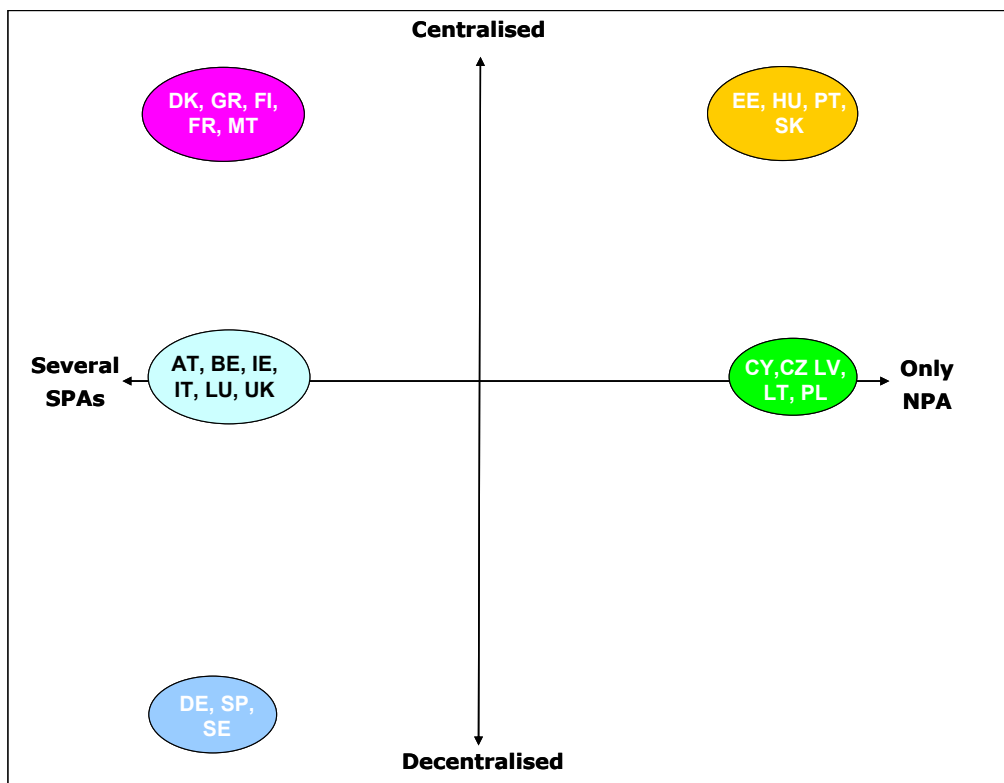 Centralised
DK, GR, FI,
FR, MT
EE, HU, PT,
SK
Several
SPAs
AT, BE, IE,
IT, LU, UK
CY,CZ LV,
LT, PL
Only
NPA
DE, SP,
SE
Decentralised